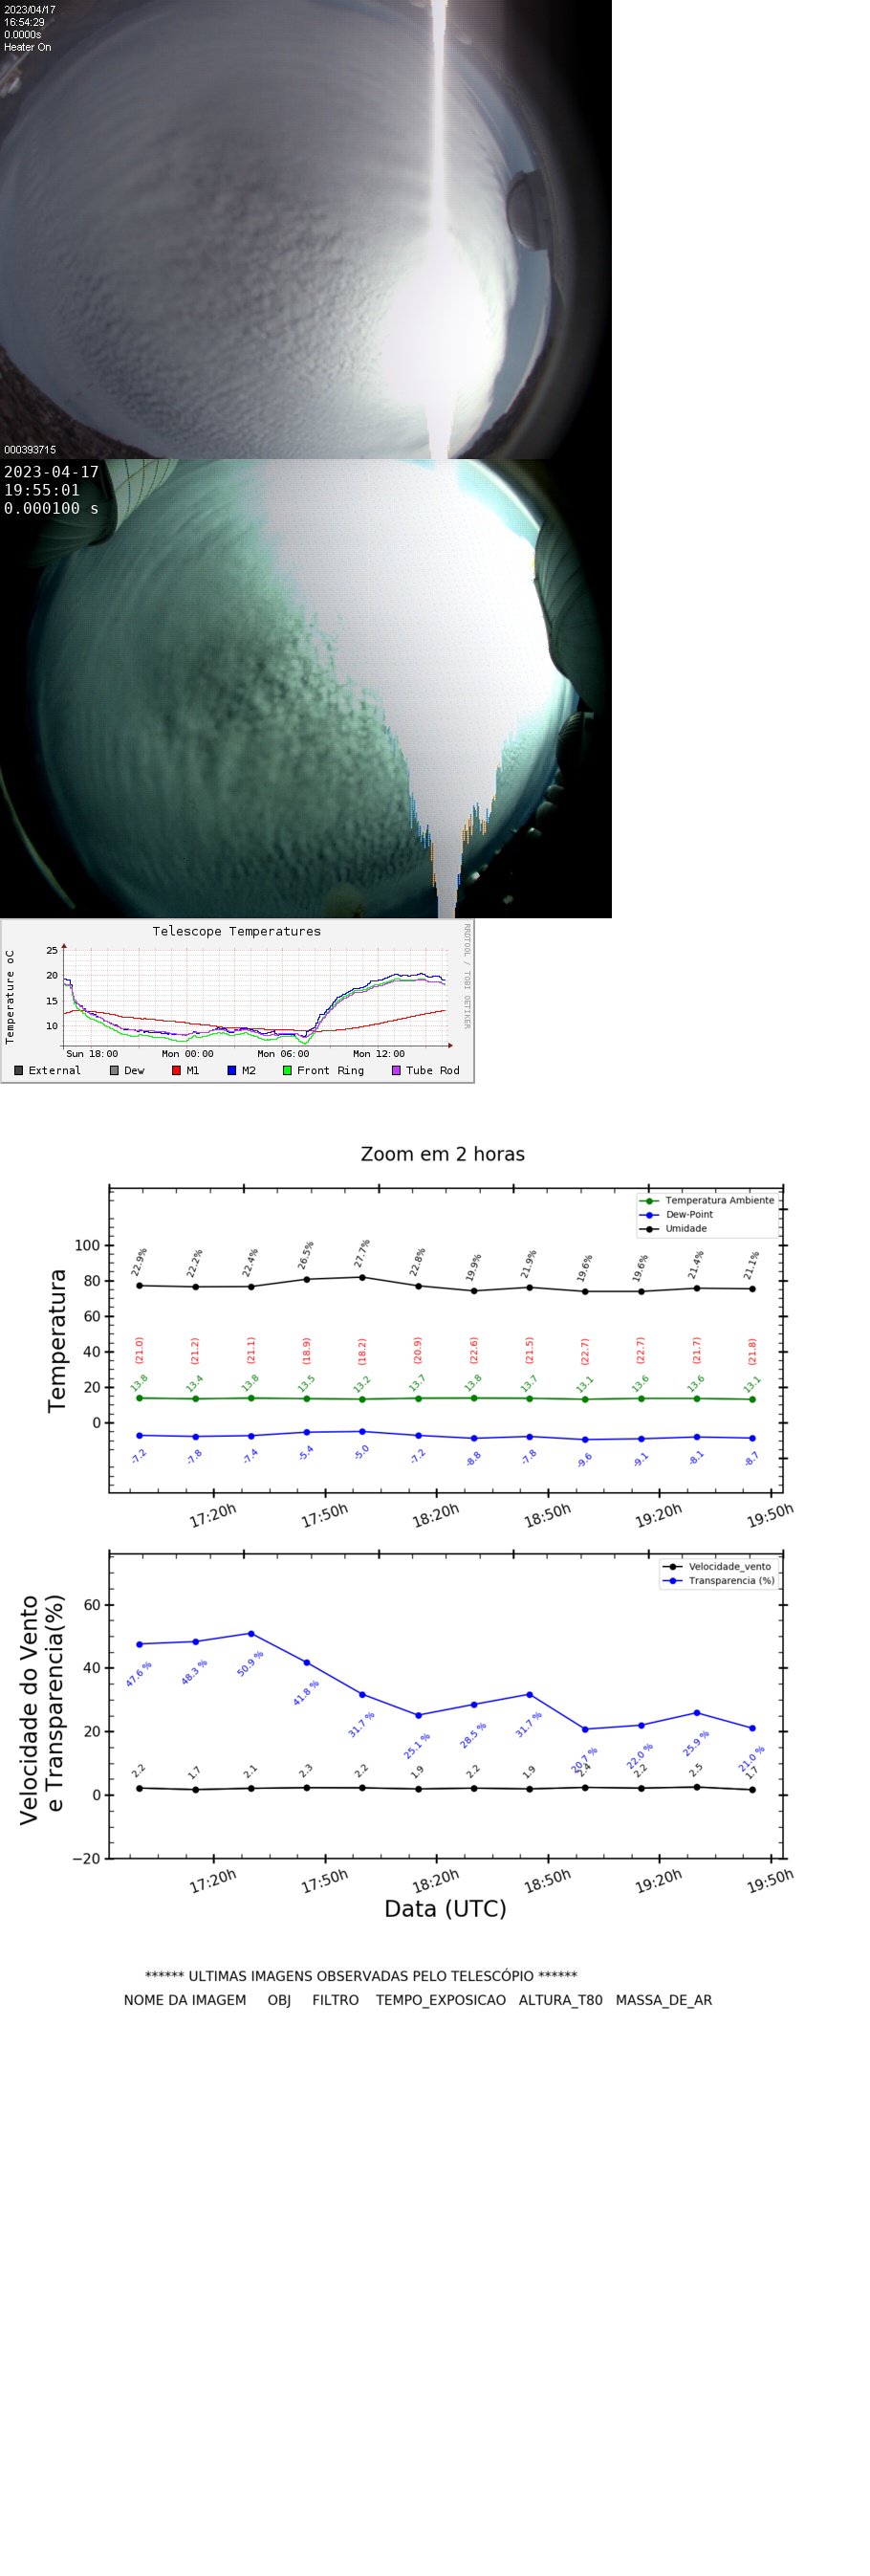 2023/04/17
16:54:29
0.0000s
Heater On
000393715
2023-04-17
19:55:01
0.000100 s
Telescope Temperatures
RRDTOOL / TOBI OETIKER
Temperature oC
25
20
15
10
Sun 18:00 Mon 00:00 Mon 06:00 Mon 12:00
External Dew M1 M2 Front Ring Tube Rod
Zoom em 2 horas
Temperatura Ambiente
Dew-Point
Umidade
Temperatura
100
80
60
40
20
0
22.9% 22.2% 22.4% 26.5% 27.7% 22.8% 19.9% 21.9% 19.6% 19.6% 21.4% 21.1%
(21.0) (21.2) (21.1) (18.9) (18.2) (20.9) (22.6) (21.5) (22.7) (22.7) (21.7) (21.8)
13.8 13.4 13.8 13.5 13.2 13.7 13.8 13.7 13.1 13.6 13.6 13.1
-7.2 -7.8 -7.4 -5.4 -5.0 -7.2 -8.8 -7.8 -9.6 -9.1 -8.1 -8.7
17:20h 17:50h 18:20h 18:50h 19:20h 19:50h
Velocidade_vento
Transparencia (%)
Velocidade do Vento
e Transparencia(%)
60
40
20
0
−20
47.6 % 48.3 % 50.9 % 41.8 % 31.7 % 25.1 % 28.5 % 31.7 % 20.7 % 22.0 % 25.9 % 21.0 %
2.2 1.7 2.1 2.3 2.2 1.9 2.2 1.9 2.4 2.2 2.5 1.7
17:20h 17:50h 18:20h 18:50h 19:20h 19:50h
Data (UTC)
****** ULTIMAS IMAGENS OBSERVADAS PELO TELESCÓPIO ******
NOME DA IMAGEM OBJ FILTRO TEMPO_EXPOSICAO ALTURA_T80 MASSA_DE_AR